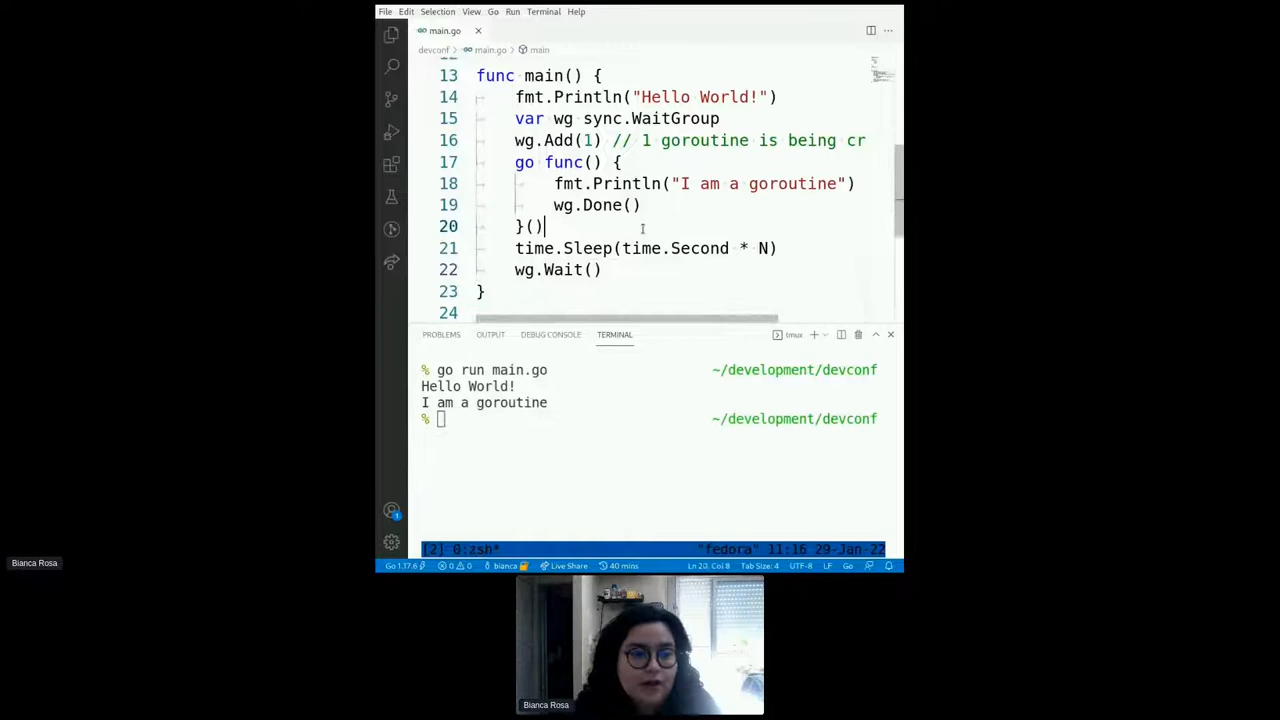 File Edit Selection View Go Run Terminal Help
main.go
devconf > main.go > main
13 func main() {
14 fmt.Println("Hello World!")
15 var wg sync.WaitGroup
16 wg.Add(1) // 1 goroutine is being cr
17 go func() {
18 fmt.Println("I am a goroutine")
19 wg.Done()
20 }()
21 time.Sleep(time.Second * N)
22 wg.Wait()
23 }
24
PROBLEMS OUTPUT DEBUG CONSOLE TERMINAL tmux
% go run main.go ~/development/devconf
Hello World!
I am a goroutine
% ~/development/devconf
1
[2] 0:zsh* "fedora" 11:16 29-Jan-22
Go 1.17.6 0 0 bianca Live Share 40 mins Ln 20, Col 8 Tab Size: 4 UTF-8 LF Go
Bianca Rosa
Bianca Rosa